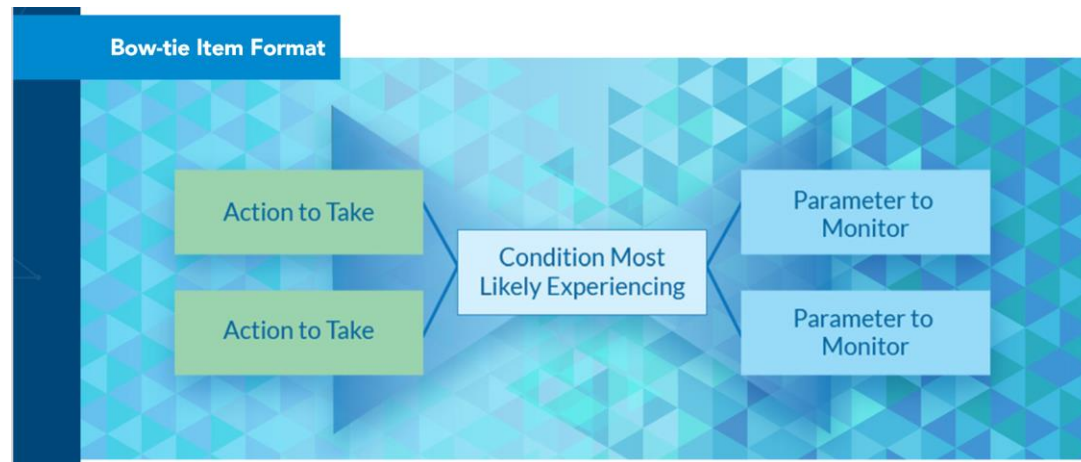 Bow-tie Item Format
Action to Take
Action to Take
Condition Most
Likely Experiencing
Parameter to
Monitor
Parameter to
Monitor